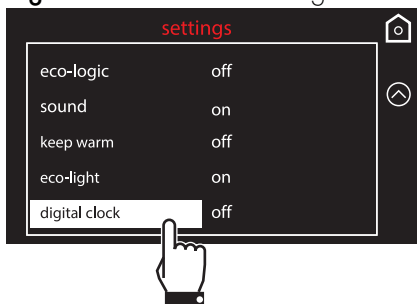 settings
eco-logic off
sound on
keep warm off
eco-light on
digital clock off